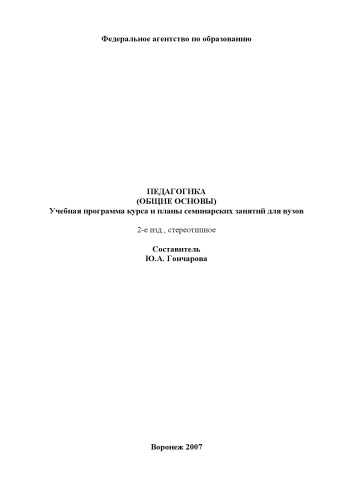 Федеральное агентство по образованию
ПЕДАГОГИКА
(ОБЩИЕ ОСНОВЫ)
Учебная программа курса и планы семинарских занятий для вузов
2-е изд., стереотипное
Составитель
Ю.А. Гончарова
Воронеж 2007